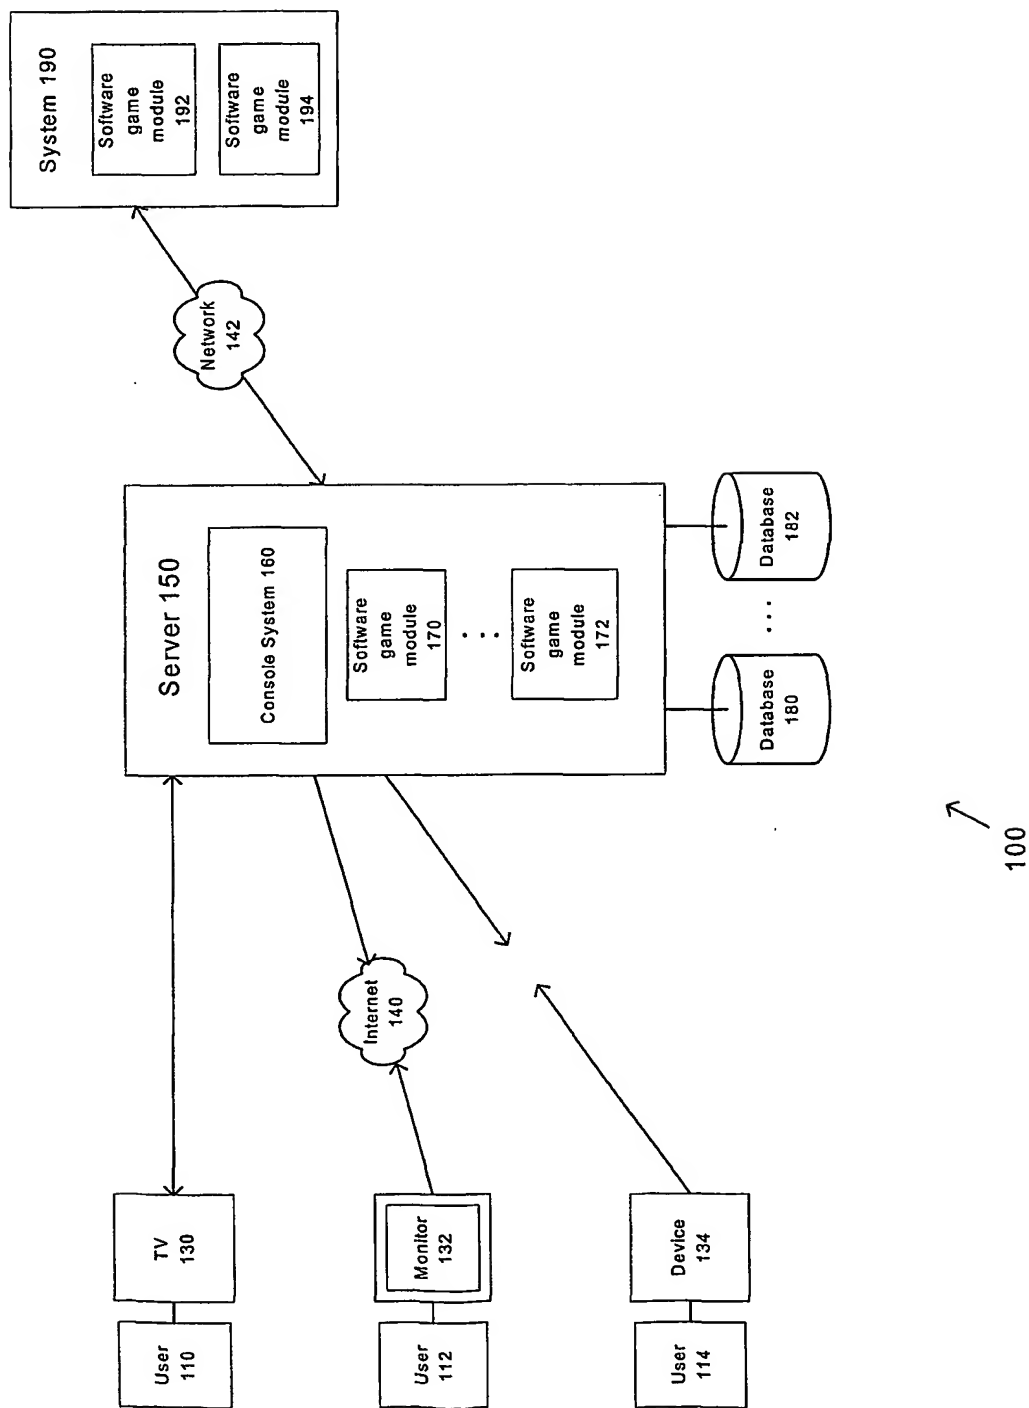 User
110
TV
130
User
112
Monitor
132
User
114
Device
134
Internet
140
Server 150
Console System 160
Software
game
module
170
...
Software
game
module
172
Database
180
...
Database
182
Network
142
System 190
Software
game
module
192
Software
game
module
194
100